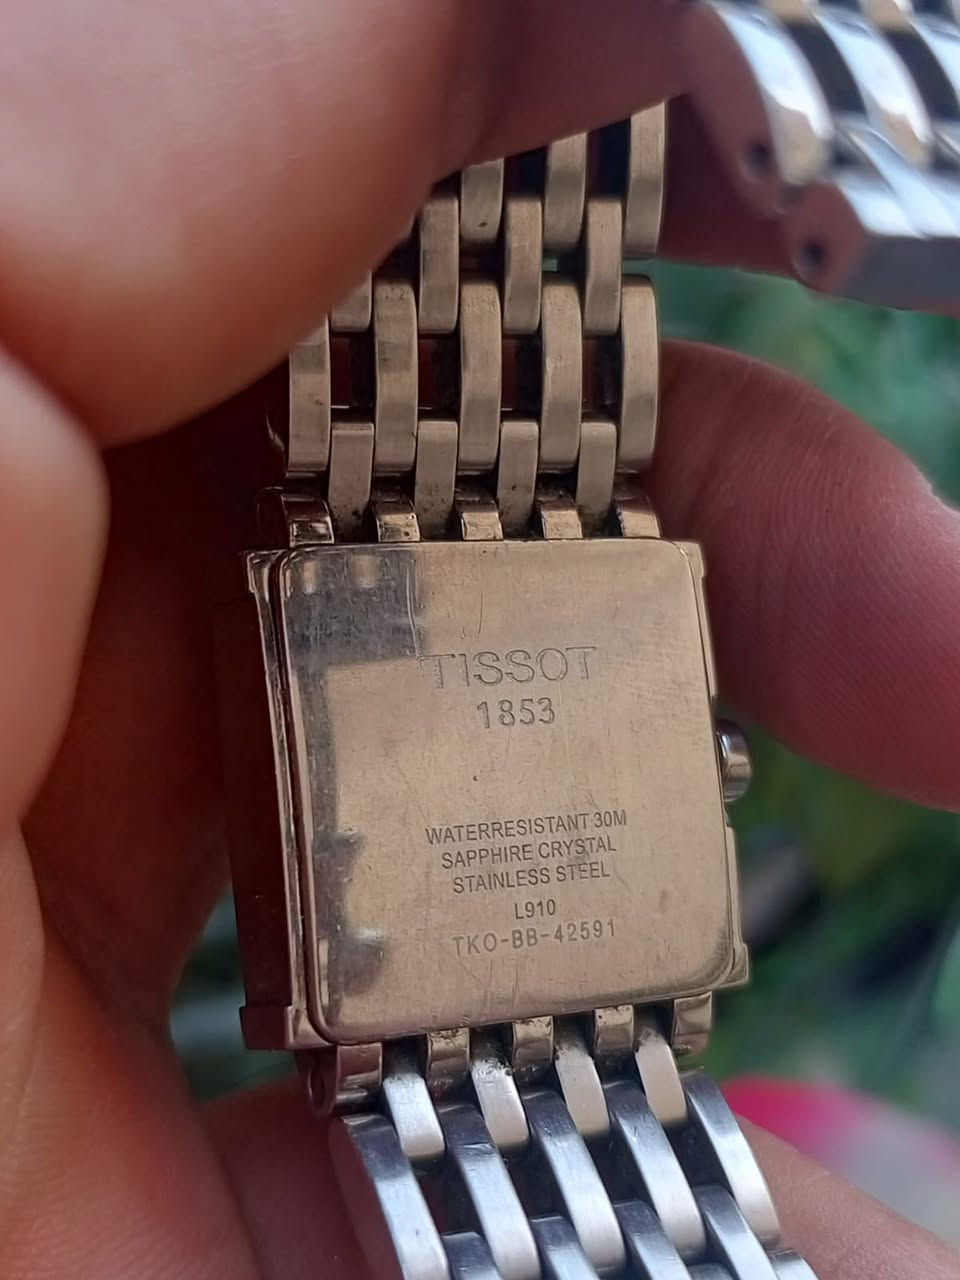 TISSOT
1853
WATERRESISTANT 30M
SAPPHIRE CRYSTAL
STAINLESS STEEL
L910
TKO-BB-42591